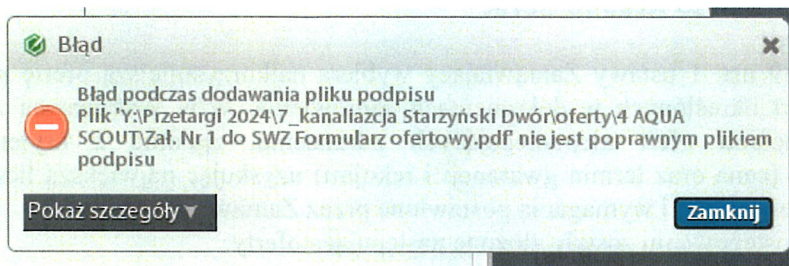 Błąd
Błąd podczas dodawania pliku podpisu
Plik 'Y:\Przetargi 2024\7_kanaliazcja Starzyński Dwór\oferty\4 AQUA
SCOUT\Zał. Nr 1 do SWZ Formularz ofertowy.pdf' nie jest poprawnym plikiem
podpisu
Pokaż szczegóły
Zamknij